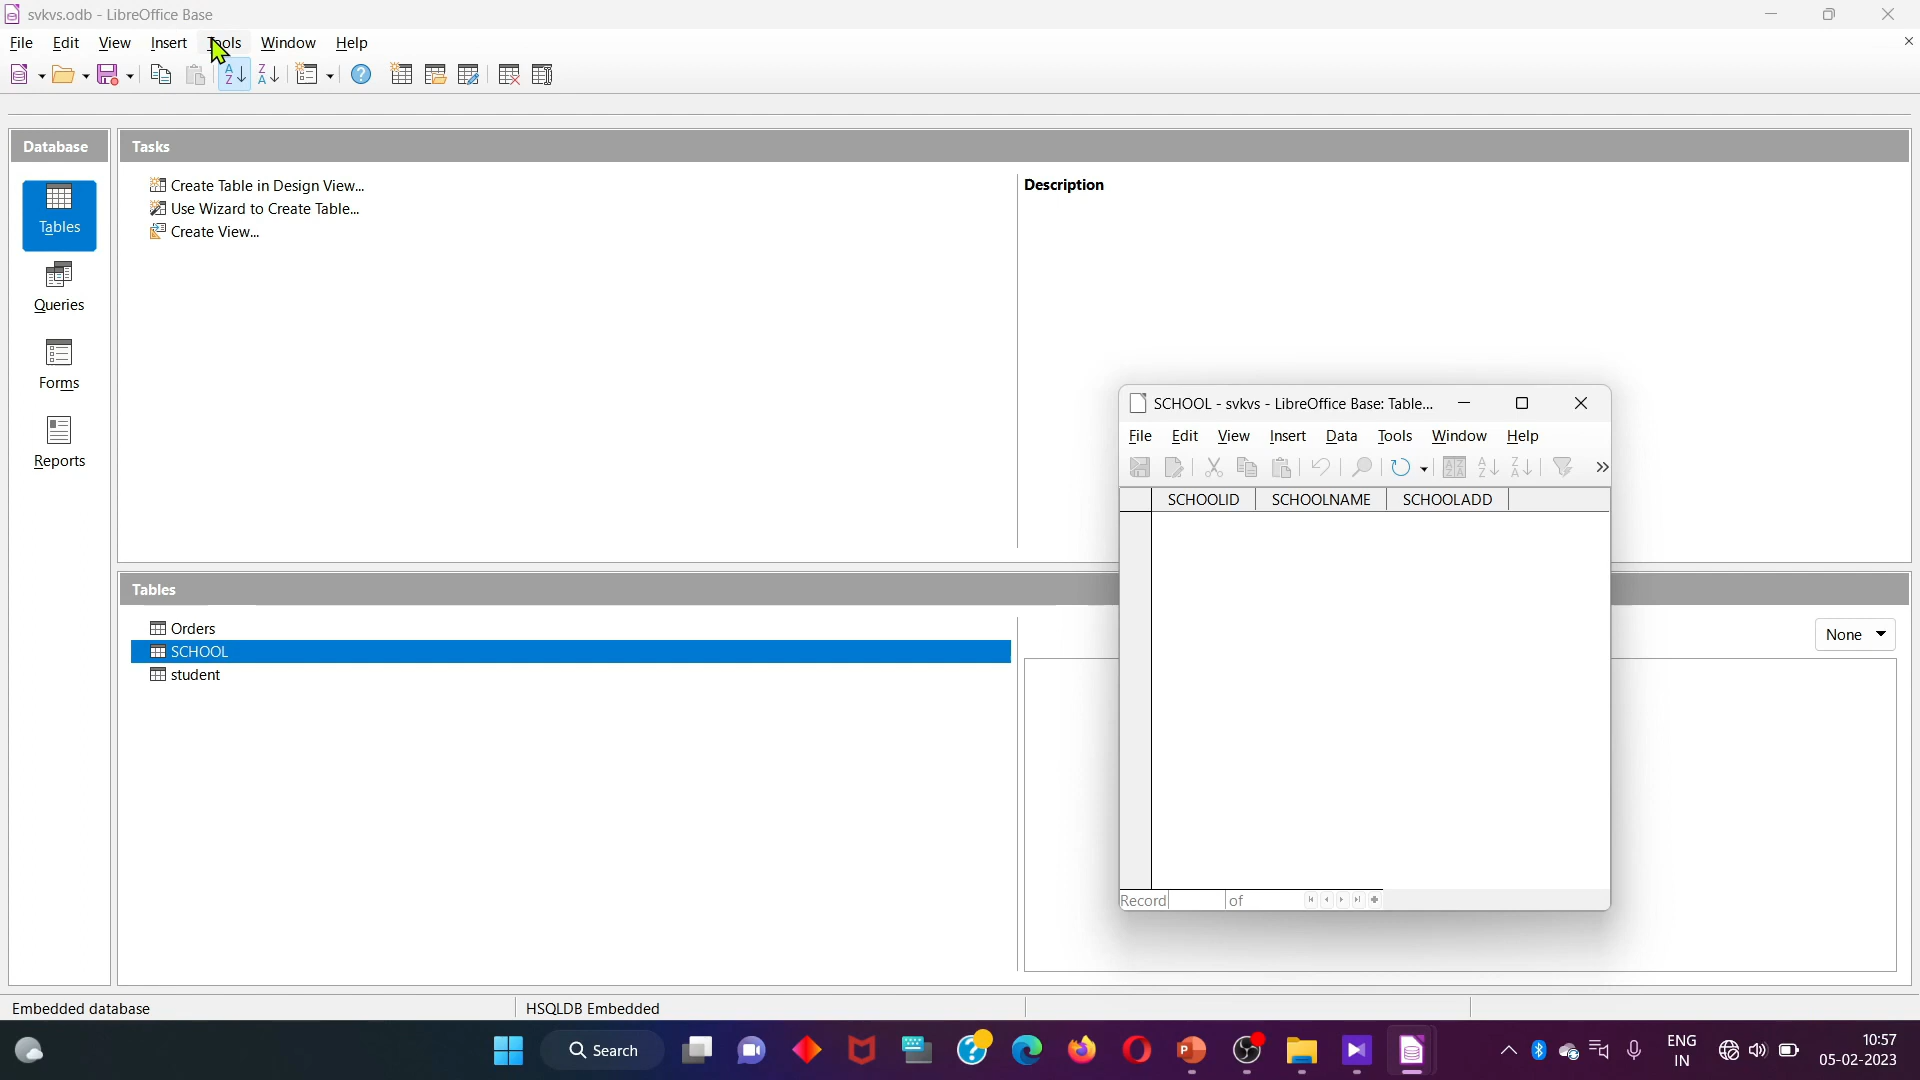 svkvs.odb - LibreOffice Base
File Edit View Insert Tools Window Help
Database
Tasks
Tables
Queries
Forms
Reports
Create Table in Design View...
Use Wizard to Create Table...
Create View...
Description
Tables
Orders
SCHOOL
student
None
SCHOOL - svkvs - LibreOffice Base: Table...
File Edit View Insert Data Tools Window Help
SCHOOLID SCHOOLNAME SCHOOLADD
Record of
Embedded database HSQLDB Embedded
Search
ENG
IN
10:57
05-02-2023